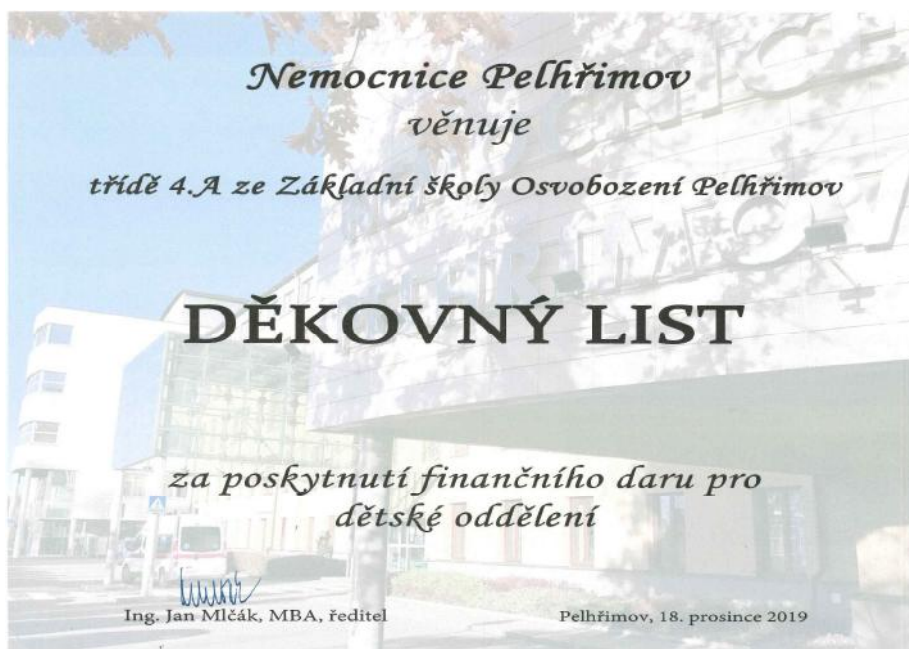 Nemocnice Pelhřimov
věnuje
třídě 4.A ze Základní školy Osvobození Pelhřimov
DĚKOVNÝ LIST
za poskytnutí finančního daru pro
dětské oddělení
Ing. Jan Mlčák, MBA, ředitel
Pelhřimov, 18. prosince 2019